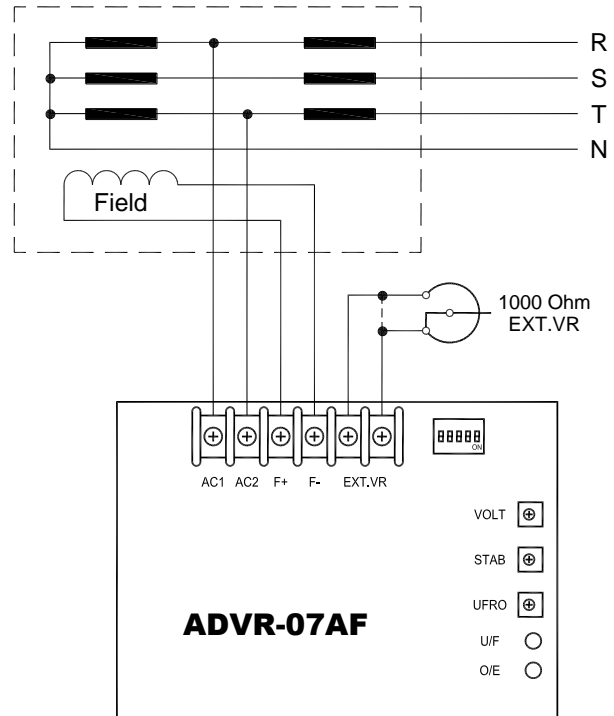 R
S
T
N
Field
1000 Ohm
EXT.VR
ON
AC1 AC2 F+ F- EXT.VR
VOLT
STAB
UFRO
ADVR-07AF
U/F
O/E